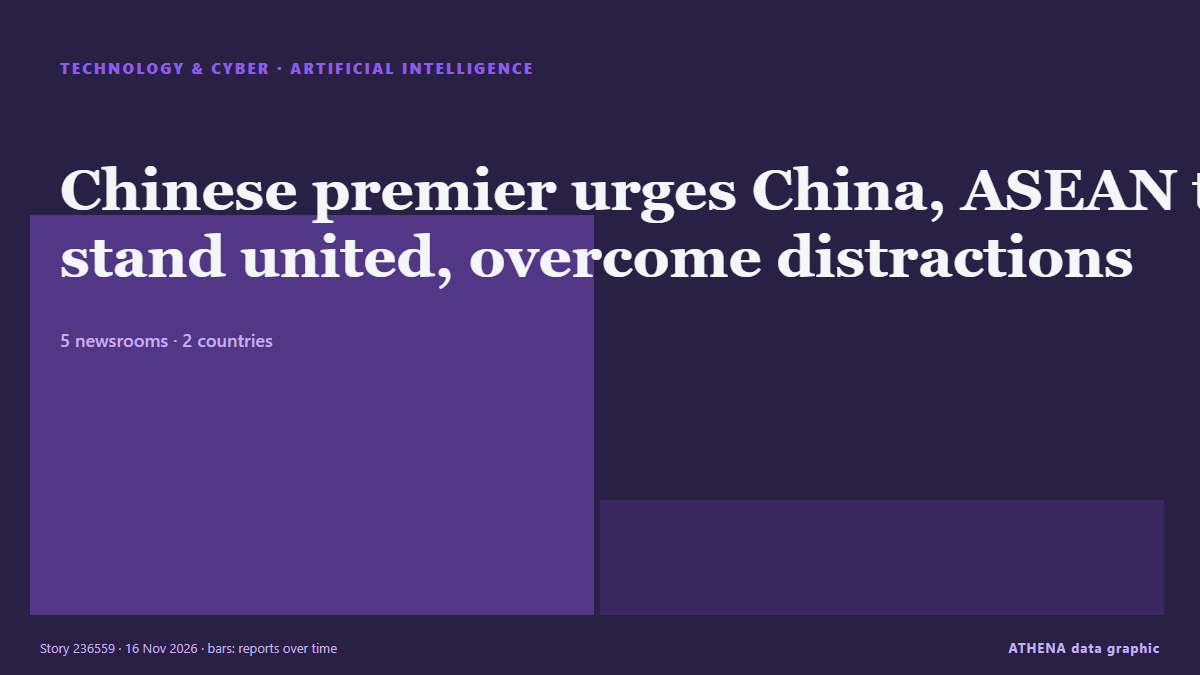 TECHNOLOGY & CYBER · ARTIFICIAL INTELLIGENCE
Chinese premier urges China, ASEAN
stand united, overcome distractions
5 newsrooms · 2 countries
Story 236559 · 16 Nov 2026 · bars: reports over time
ATHENA data graphic